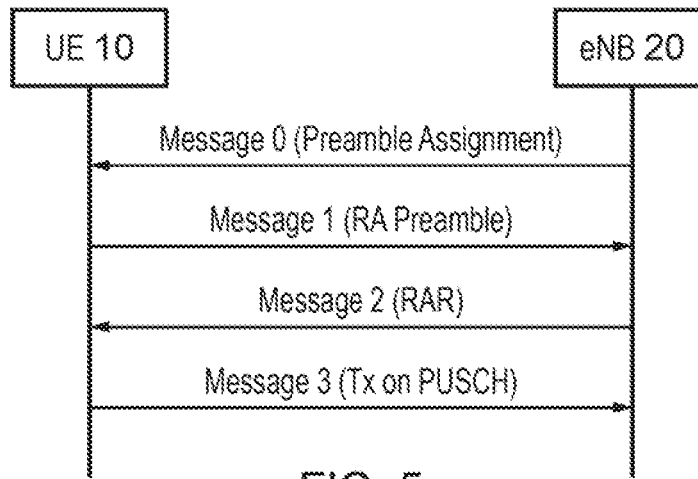 UE 10
eNB 20
Message 0 (Preamble Assignment)
Message 1 (RA Preamble)
Message 2 (RAR)
Message 3 (Tx on PUSCH)